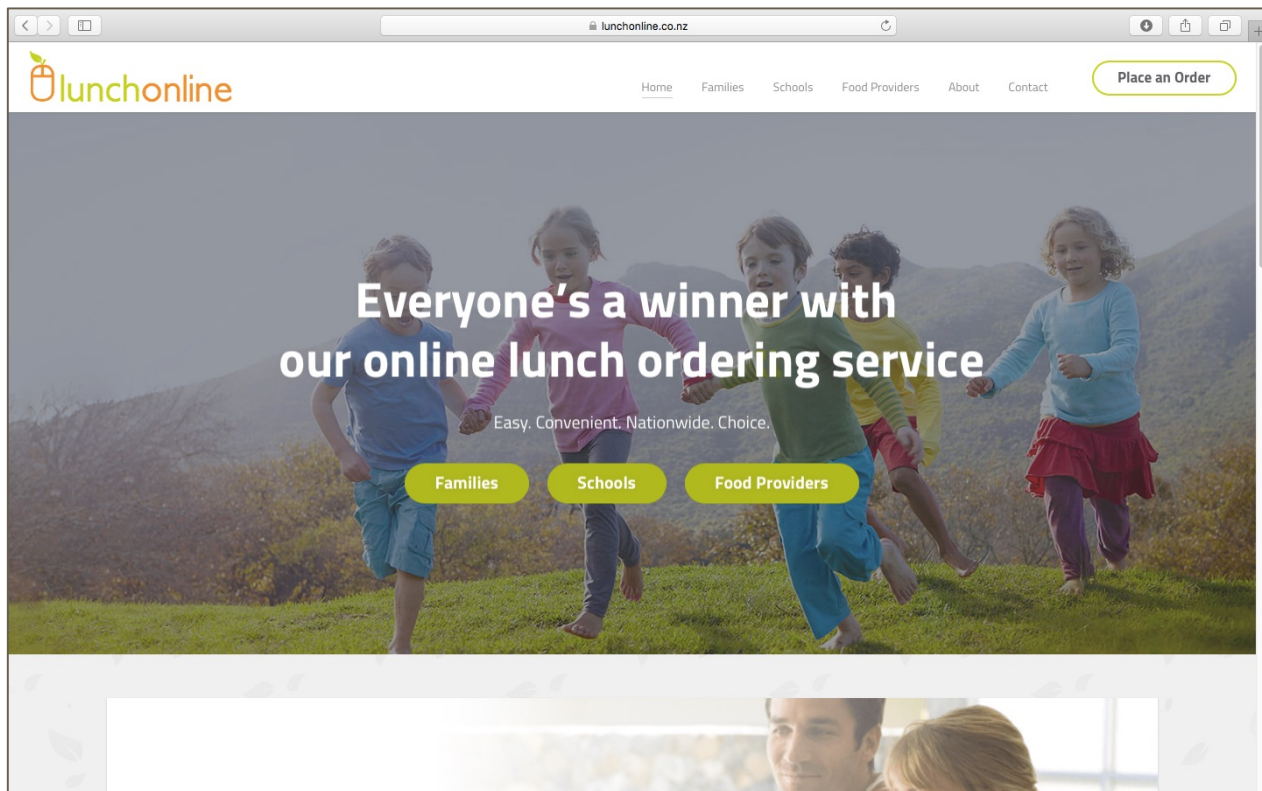 lunchonline.co.nz
lunchonline
Home Families Schools Food Providers About Contact Place an Order
Everyone's a winner with
our online lunch ordering service
Easy. Convenient. Nationwide. Choice.
Families Schools Food Providers